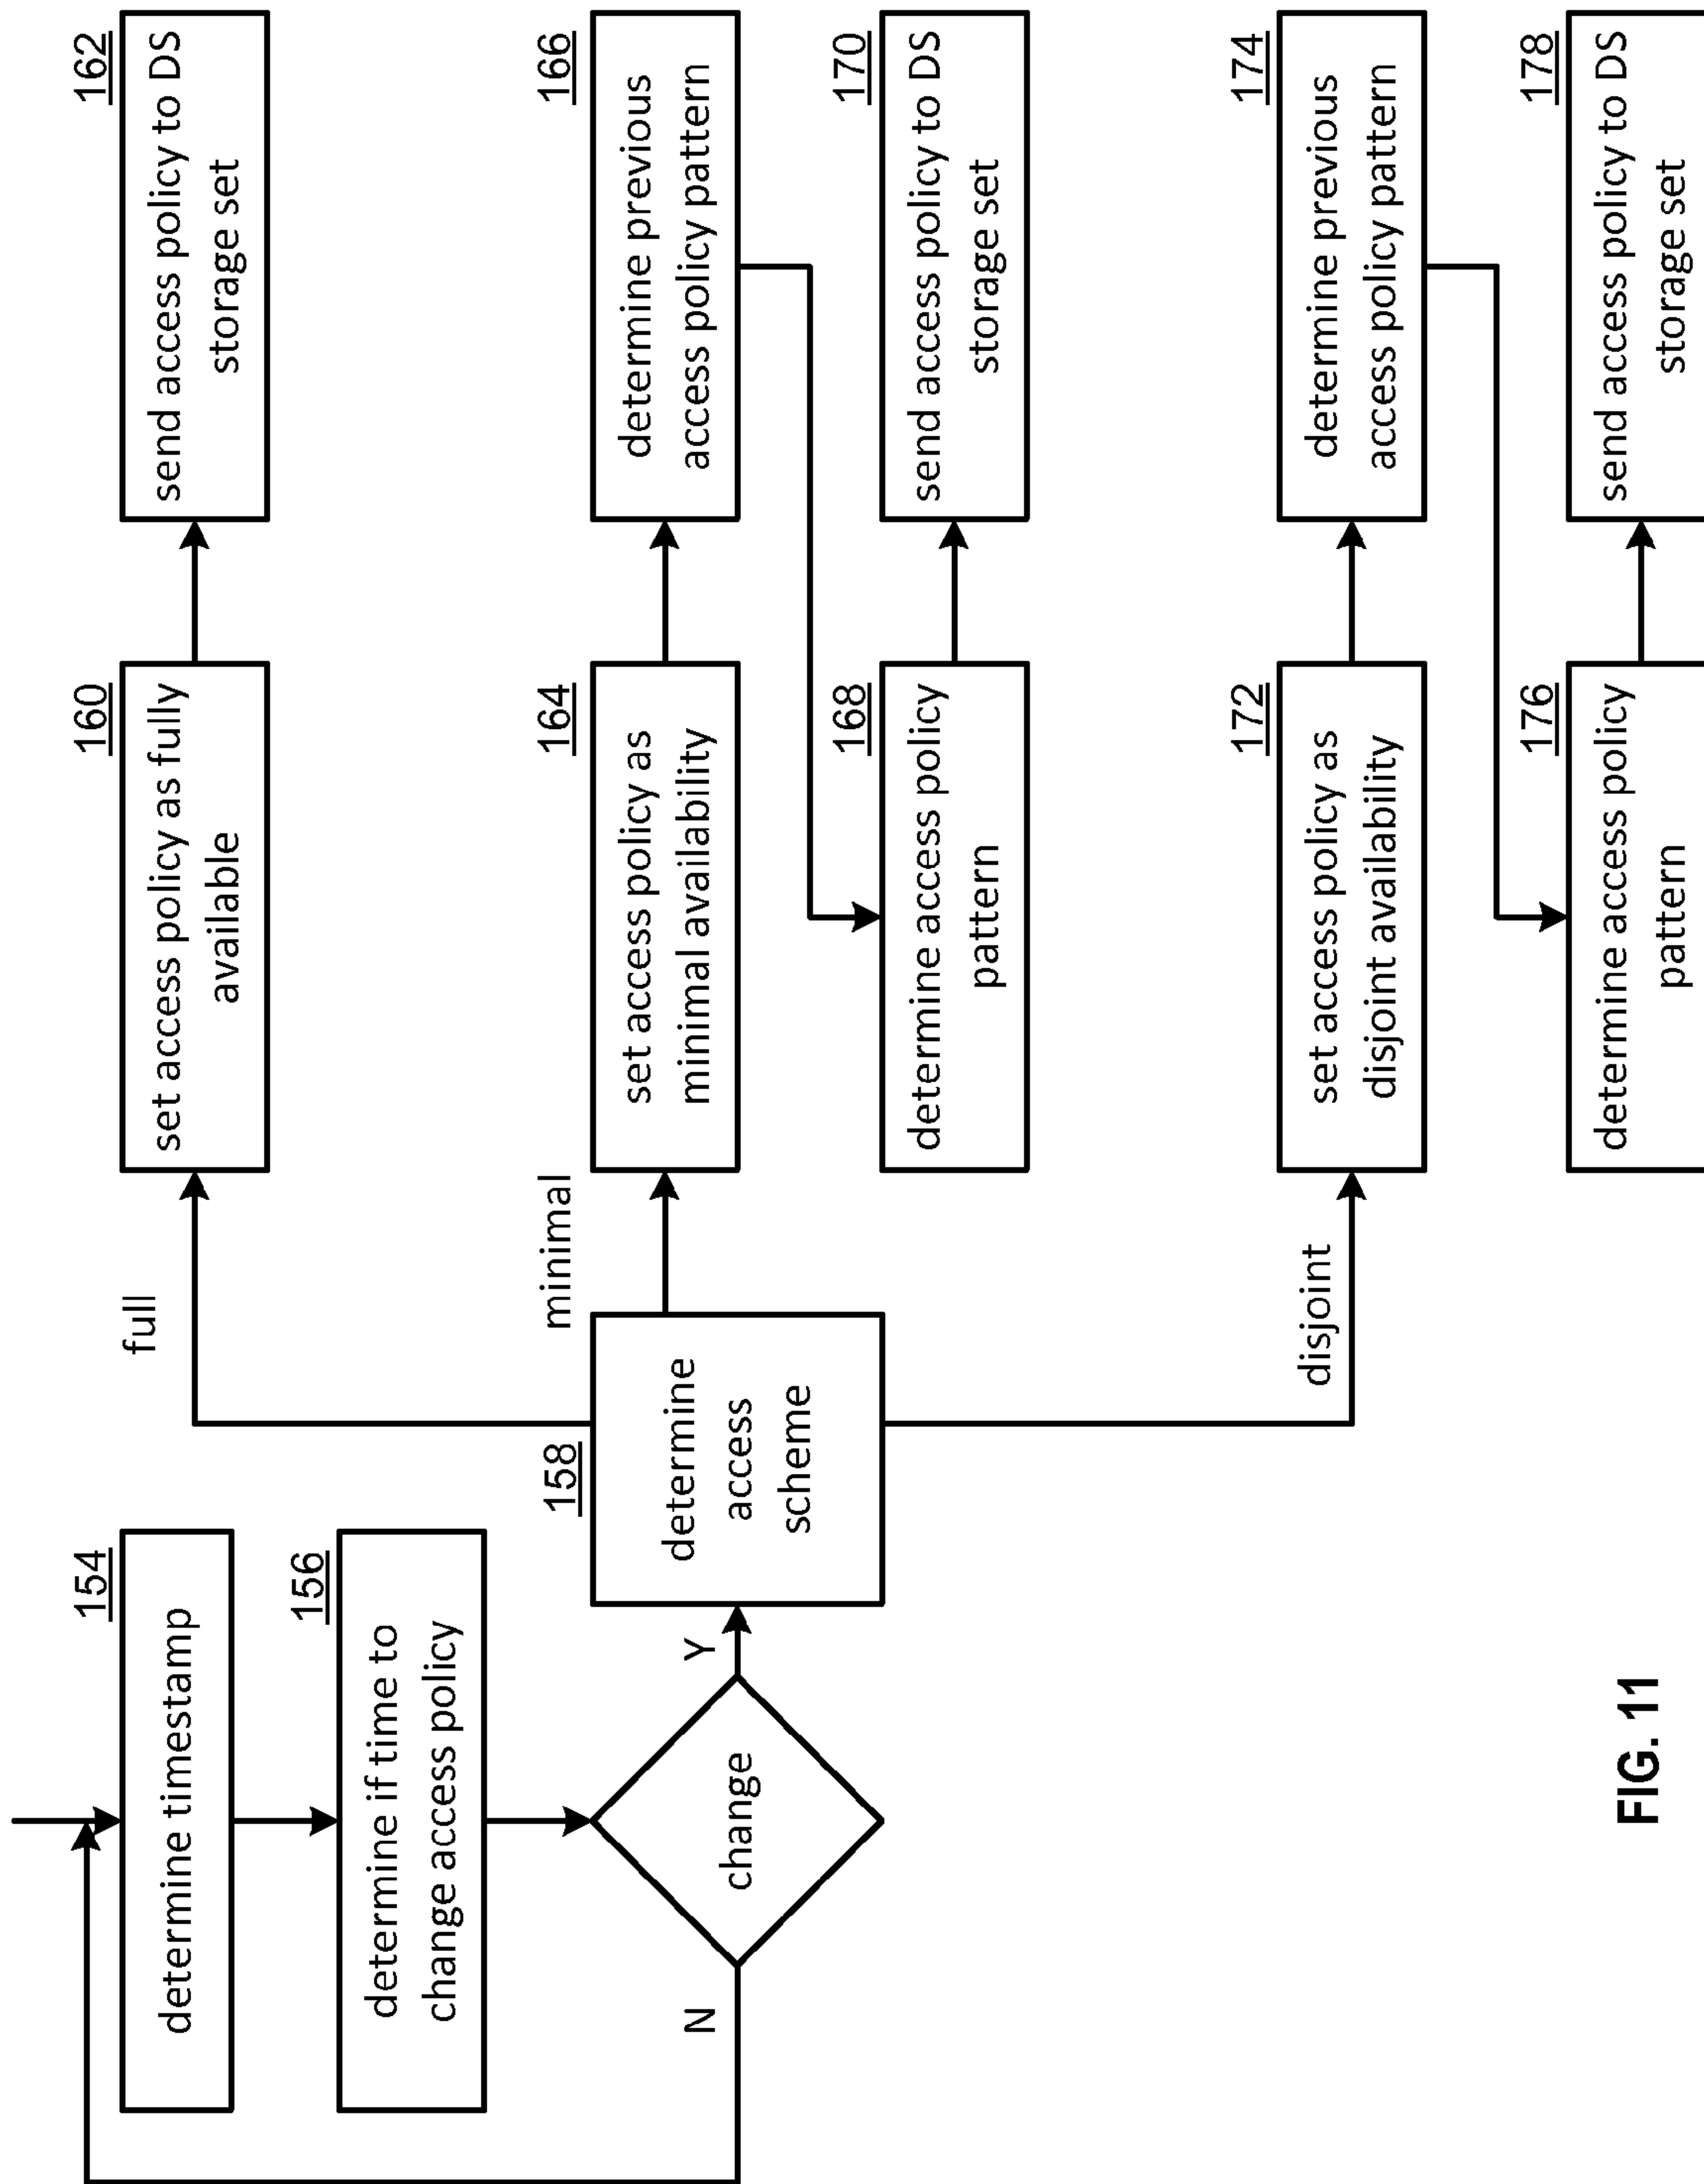 154
determine timestamp
156
determine if time to
change access policy
change
N
Y
158
determine
access
scheme
full
160
set access policy as fully
available
162
send access policy to DS
storage set
minimal
164
set access policy as
minimal availability
166
determine previous
access policy pattern
168
determine access policy
pattern
170
send access policy to DS
storage set
disjoint
172
set access policy as
disjoint availability
174
determine previous
access policy pattern
176
determine access policy
pattern
178
send access policy to DS
storage set
FIG. 11